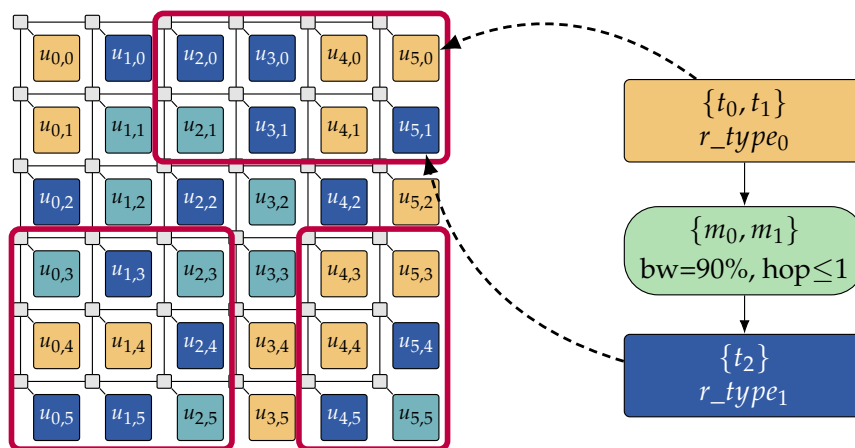 u0,0 u1,0 u2,0 u3,0 u4,0 u5,0
u0,1 u1,1 u2,1 u3,1 u4,1 u5,1
u0,2 u1,2 u2,2 u3,2 u4,2 u5,2
u0,3 u1,3 u2,3 u3,3 u4,3 u5,3
u0,4 u1,4 u2,4 u3,4 u4,4 u5,4
u0,5 u1,5 u2,5 u3,5 u4,5 u5,5
{t0, t1}
r_type0
{m0, m1}
bw=90%, hop≤1
{t2}
r_type1